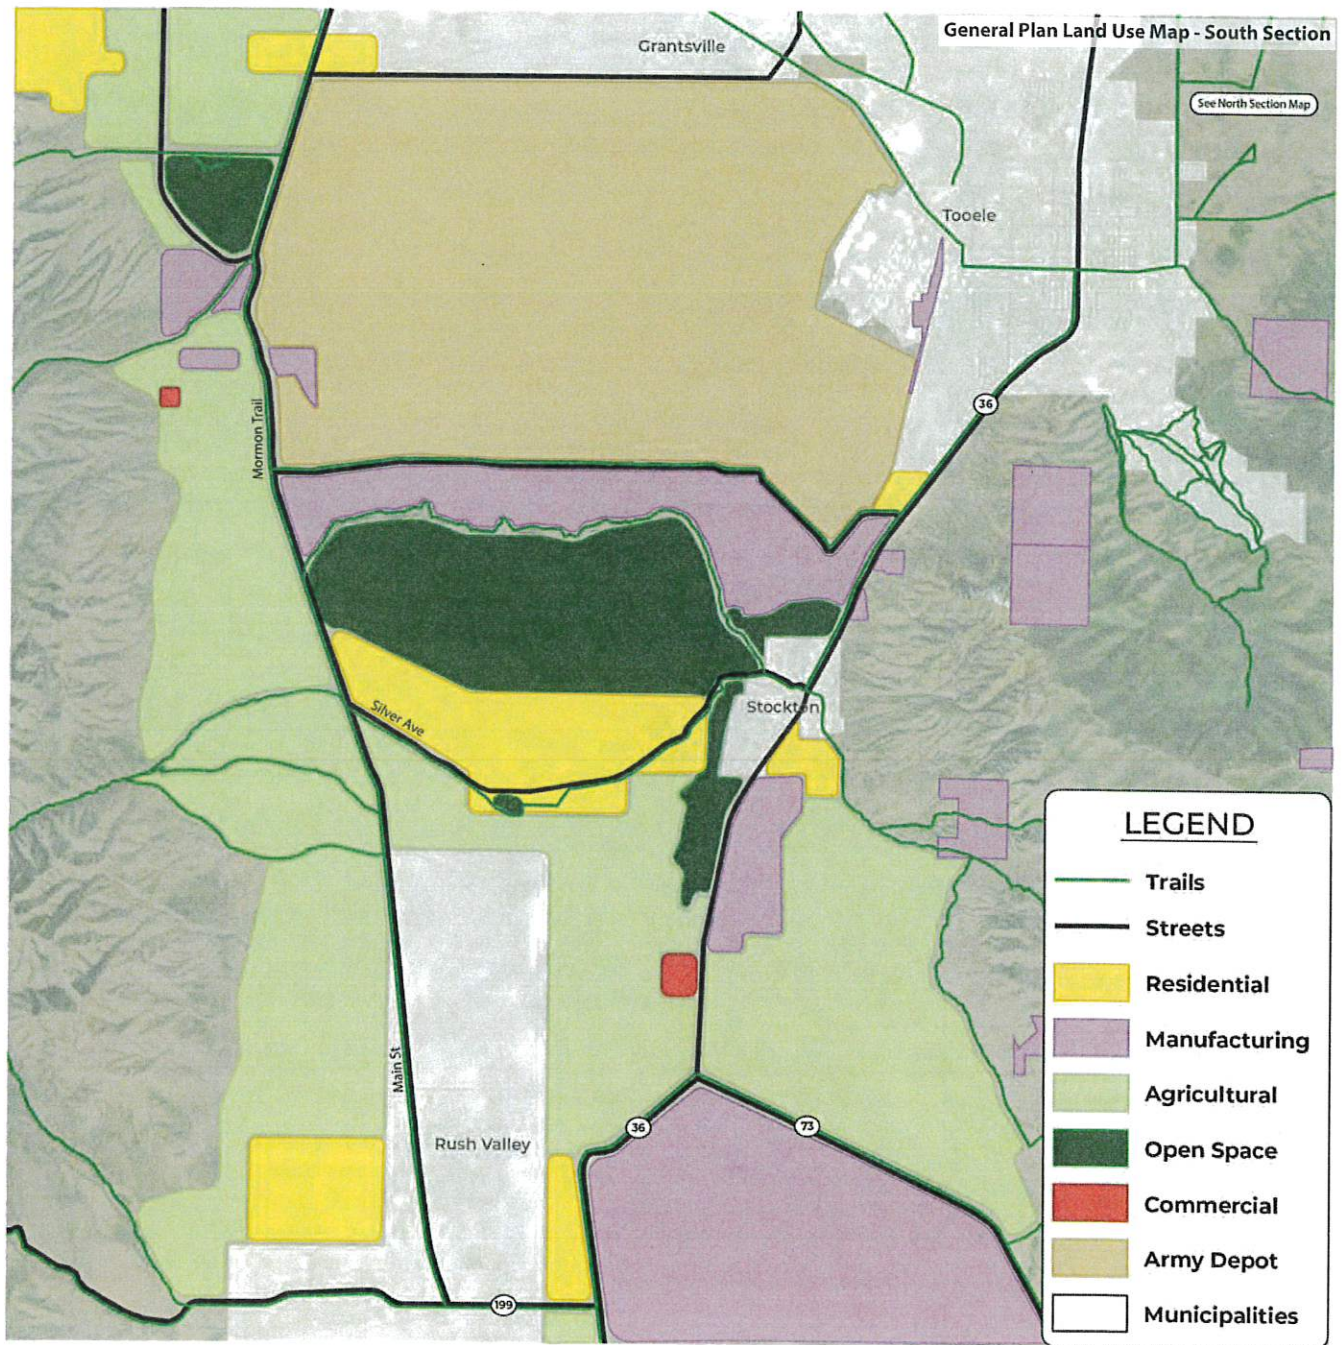 General Plan Land Use Map - South Section
Grantsville
See North Section Map
Tooele
36
Mormon Trail
Silver Ave
Stockton
Main St
Rush Valley
36
73
199
LEGEND
Trails
Streets
Residential
Manufacturing
Agricultural
Open Space
Commercial
Army Depot
Municipalities